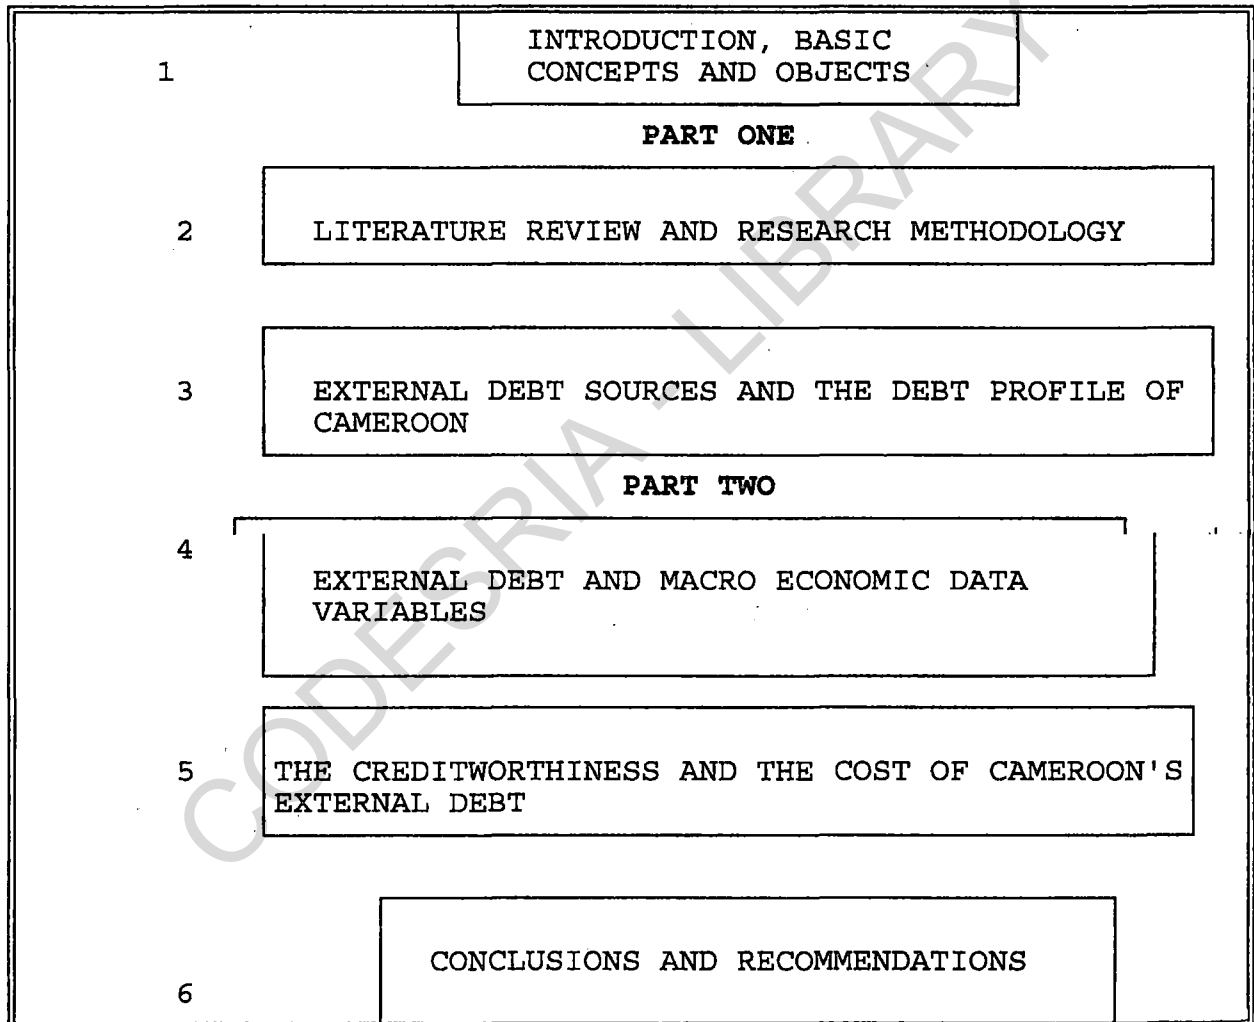 INTRODUCTION, BASIC
1 CONCEPTS AND OBJECTS
PART ONE
2 LITERATURE REVIEW AND RESEARCH METHODOLOGY
3 EXTERNAL DEBT SOURCES AND THE DEBT PROFILE OF
CAMEROON
PART TWO
4
EXTERNAL DEBT AND MACRO ECONOMIC DATA
VARIABLES
5 THE CREDITWORTHINESS AND THE COST OF CAMEROON'S
EXTERNAL DEBT
CONCLUSIONS AND RECOMMENDATIONS
6
CODESRIA - LIBRARY